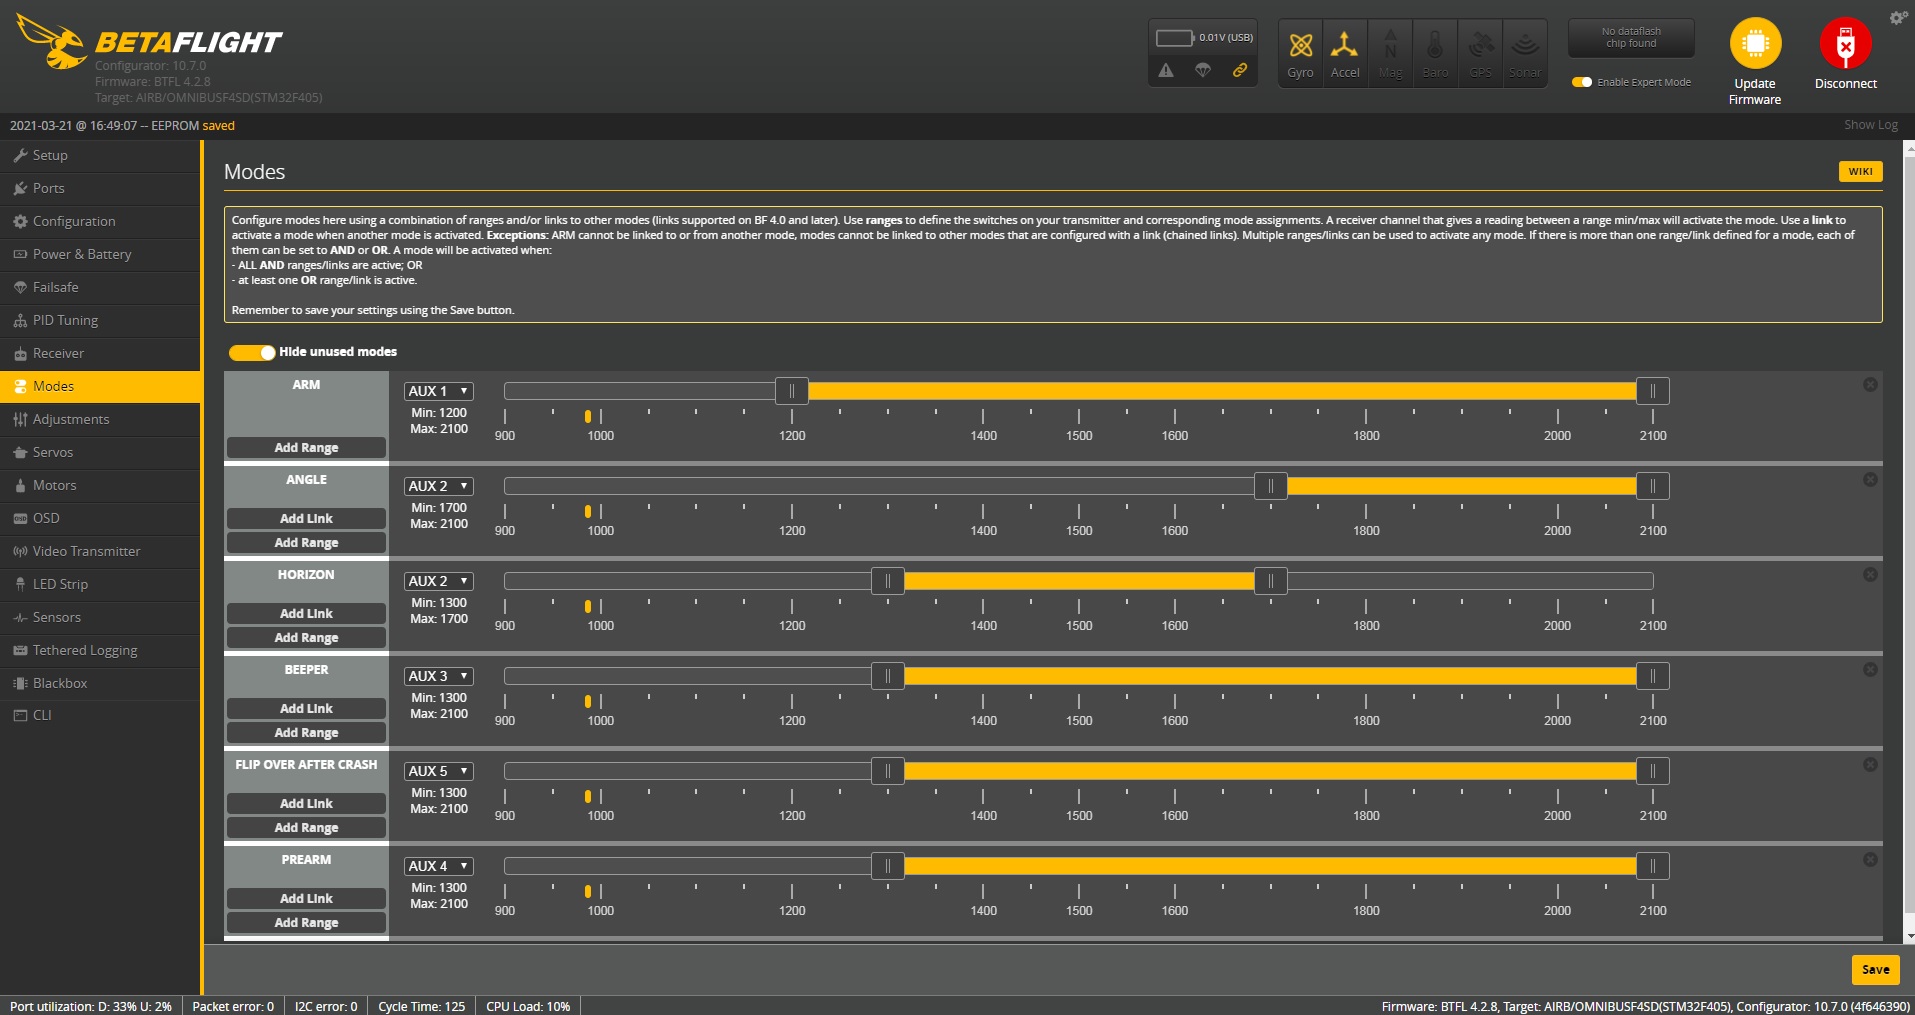 BETAFLIGHT
Configurator: 10.7.0
Firmware: BTFL 4.2.8
Target: AIRB/OMNIBUSF4SD(STM32F405)
0.01V (USB)
Gyro
Accel
Mag
Baro
GPS
Sonar
No dataflash
chip found
Enable Expert Mode
Update
Firmware
Disconnect
2021-03-21 @ 16:49:07 -- EEPROM saved
Show Log
Setup
Ports
Configuration
Power & Battery
Failsafe
PID Tuning
Receiver
Modes
Adjustments
Servos
Motors
OSD
Video Transmitter
LED Strip
Sensors
Tethered Logging
Blackbox
CLI
Modes
WIKI
Configure modes here using a combination of ranges and/or links to other modes (links supported on BF 4.0 and later). Use ranges to define the switches on your transmitter and corresponding mode assignments. A receiver channel that gives a reading between a range min/max will activate the mode. Use a link to
activate a mode when another mode is activated. Exceptions: ARM cannot be linked to or from another mode, modes cannot be linked to other modes that are configured with a link (chained links). Multiple ranges/links can be used to activate any mode. If there is more than one range/link defined for a mode, each of
them can be set to AND or OR. A mode will be activated when:
- ALL AND ranges/links are active; OR
- at least one OR range/link is active.
Remember to save your settings using the Save button.
Hide unused modes
ARM
Add Range
AUX 1
Min: 1200
Max: 2100
900 1000 1200 1400 1500 1600 1800 2000 2100
ANGLE
Add Link
Add Range
AUX 2
Min: 1700
Max: 2100
900 1000 1200 1400 1500 1600 1800 2000 2100
HORIZON
Add Link
Add Range
AUX 2
Min: 1300
Max: 1700
900 1000 1200 1400 1500 1600 1800 2000 2100
BEEPER
Add Link
Add Range
AUX 3
Min: 1300
Max: 2100
900 1000 1200 1400 1500 1600 1800 2000 2100
FLIP OVER AFTER CRASH
Add Link
Add Range
AUX 5
Min: 1300
Max: 2100
900 1000 1200 1400 1500 1600 1800 2000 2100
PREARM
Add Link
Add Range
AUX 4
Min: 1300
Max: 2100
900 1000 1200 1400 1500 1600 1800 2000 2100
Save
Port utilization: D: 33% U: 2%
Packet error: 0
I2C error: 0
Cycle Time: 125
CPU Load: 10%
Firmware: BTFL 4.2.8, Target: AIRB/OMNIBUSF4SD(STM32F405), Configurator: 10.7.0 (4f646390)